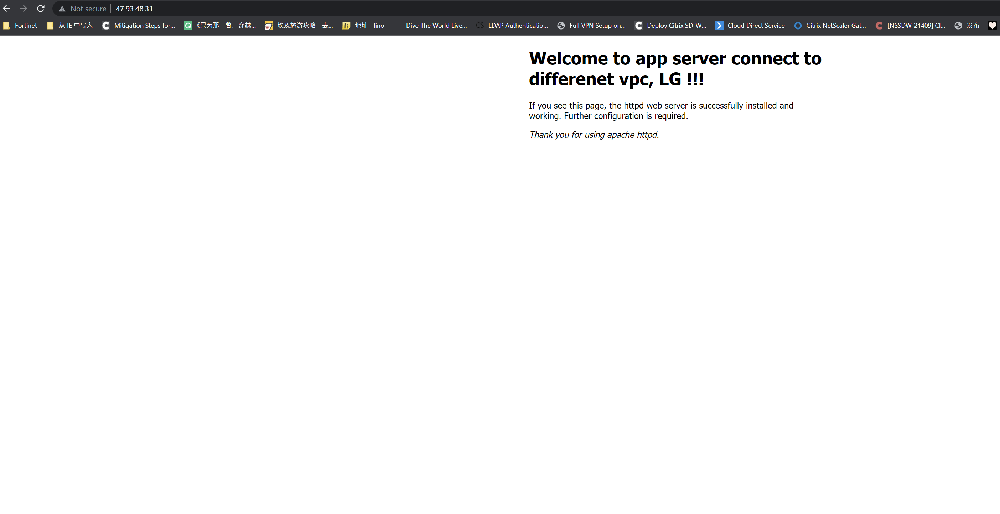 Not secure 47.93.48.31
Fortinet 从 IE 中导入 Mitigation Steps for... 《只为那一瞥，穿越... 埃及旅游攻略 - 去... 地址 - lino Dive The World Live... CS LDAP Authenticatio... Full VPN Setup on... Deploy Citrix SD-W... Cloud Direct Service Citrix NetScaler Gat... [NSSDW-21409] Cl... 发布
Welcome to app server connect to
differenet vpc, LG !!!
If you see this page, the httpd web server is successfully installed and
working. Further configuration is required.
Thank you for using apache httpd.